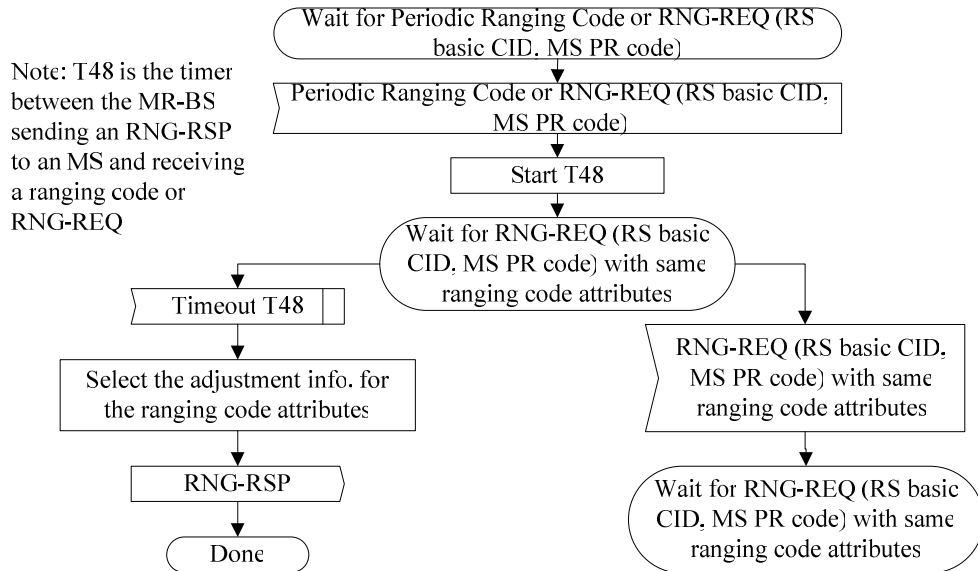 Wait for Periodic Ranging Code or RNG-REQ (RS
basic CID, MS PR code)
Note: T48 is the timer
between the MR-BS
sending an RNG-RSP
to an MS and receiving
a ranging code or
RNG-REQ
Periodic Ranging Code or RNG-REQ (RS basic CID,
MS PR code)
Start T48
Wait for RNG-REQ (RS basic
CID, MS PR code) with same
ranging code attributes
Timeout T48
Select the adjustment info. for
the ranging code attributes
RNG-RSP
Done
RNG-REQ (RS basic CID,
MS PR code) with same
ranging code attributes
Wait for RNG-REQ (RS basic
CID, MS PR code) with same
ranging code attributes